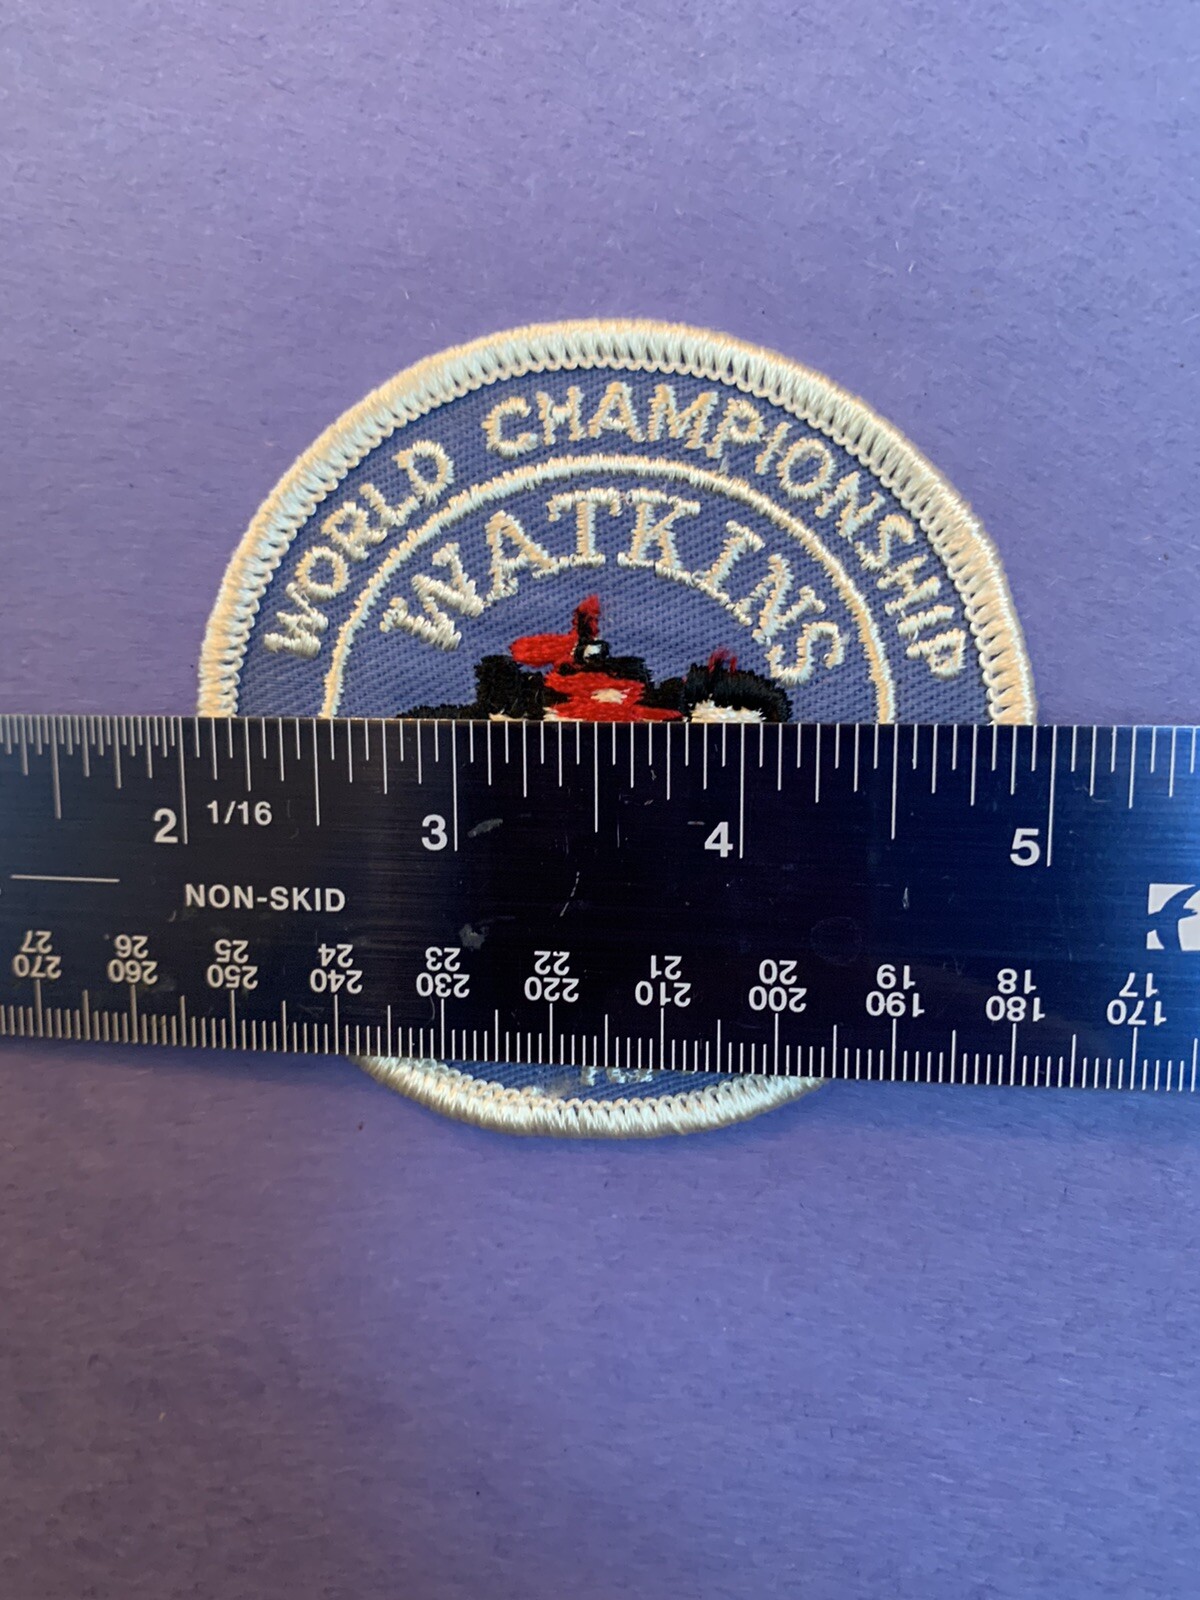 WORLD CHAMPIONSHIP
WATKINS
2 1/16 3 4 5
NON-SKID
27 26 25 24 23 22 21 20 19 18 17
270 260 250 240 230 220 210 200 190 180 170